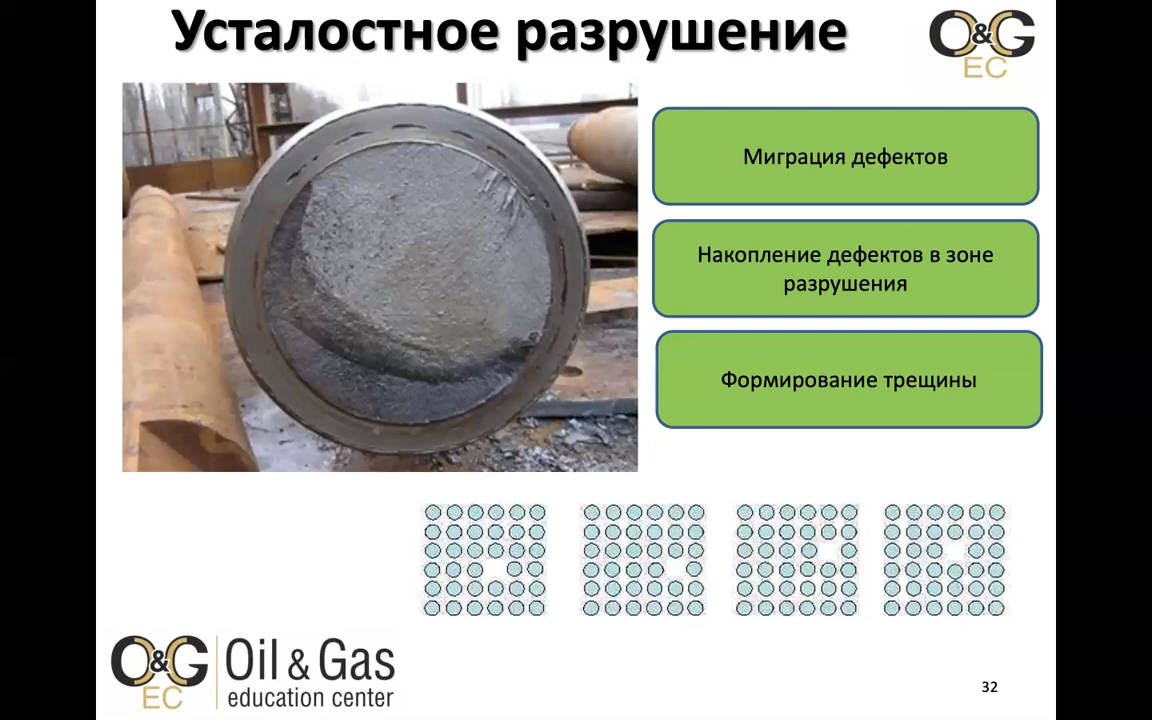 Усталостное разрушение
O&G
EC
Миграция дефектов
Накопление дефектов в зоне
разрушения
Формирование трещины
O&G
EC
Oil & Gas
education center
32